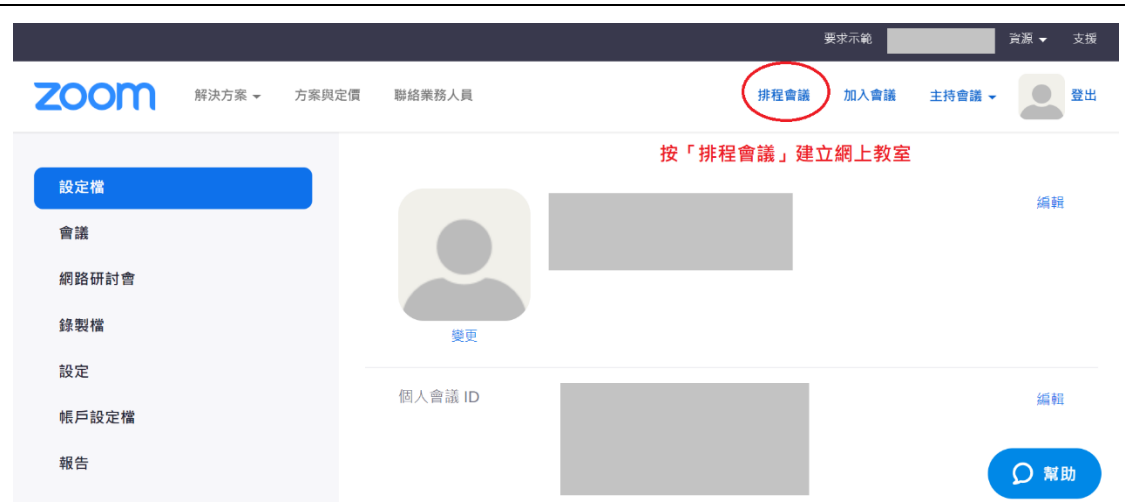 要求示範 資源 支援
zoom 解決方案 方案與定價 聯絡業務人員 排程會議 加入會議 主持會議 登出
按「排程會議」建立網上教室
設定檔
編輯
會議
網路研討會
錄製檔
變更
設定
個人會議 ID
編輯
帳戶設定檔
報告
幫助